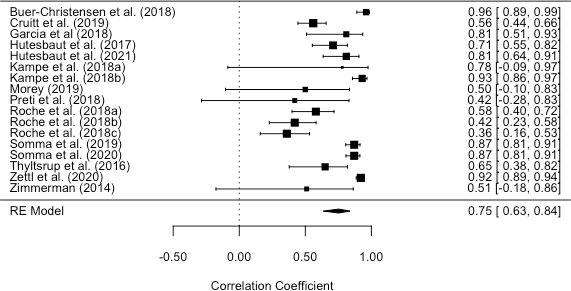 Buer-Christensen et al. (2018) 0.96 [ 0.89, 0.99]
Cruitt et al. (2019) 0.56 [ 0.44, 0.66]
Garcia et al (2018) 0.81 [ 0.51, 0.93]
Hutesbaut et al. (2017) 0.71 [ 0.55, 0.82]
Hutesbaut et al. (2021) 0.81 [ 0.64, 0.91]
Kampe et al. (2018a) 0.78 [-0.09, 0.97]
Kampe et al. (2018b) 0.93 [ 0.86, 0.97]
Morey (2019) 0.50 [-0.10, 0.83]
Preti et al. (2018) 0.42 [-0.28, 0.83]
Roche et al. (2018a) 0.58 [ 0.40, 0.72]
Roche et al. (2018b) 0.42 [ 0.23, 0.58]
Roche et al. (2018c) 0.36 [ 0.16, 0.53]
Somma et al. (2019) 0.87 [ 0.81, 0.91]
Somma et al. (2020) 0.87 [ 0.81, 0.91]
Thyltsrup et al. (2016) 0.65 [ 0.38, 0.82]
Zettl et al. (2020) 0.92 [ 0.89, 0.94]
Zimmerman (2014) 0.51 [-0.18, 0.86]
RE Model 0.75 [ 0.63, 0.84]
-0.50 0.00 0.50 1.00
Correlation Coefficient